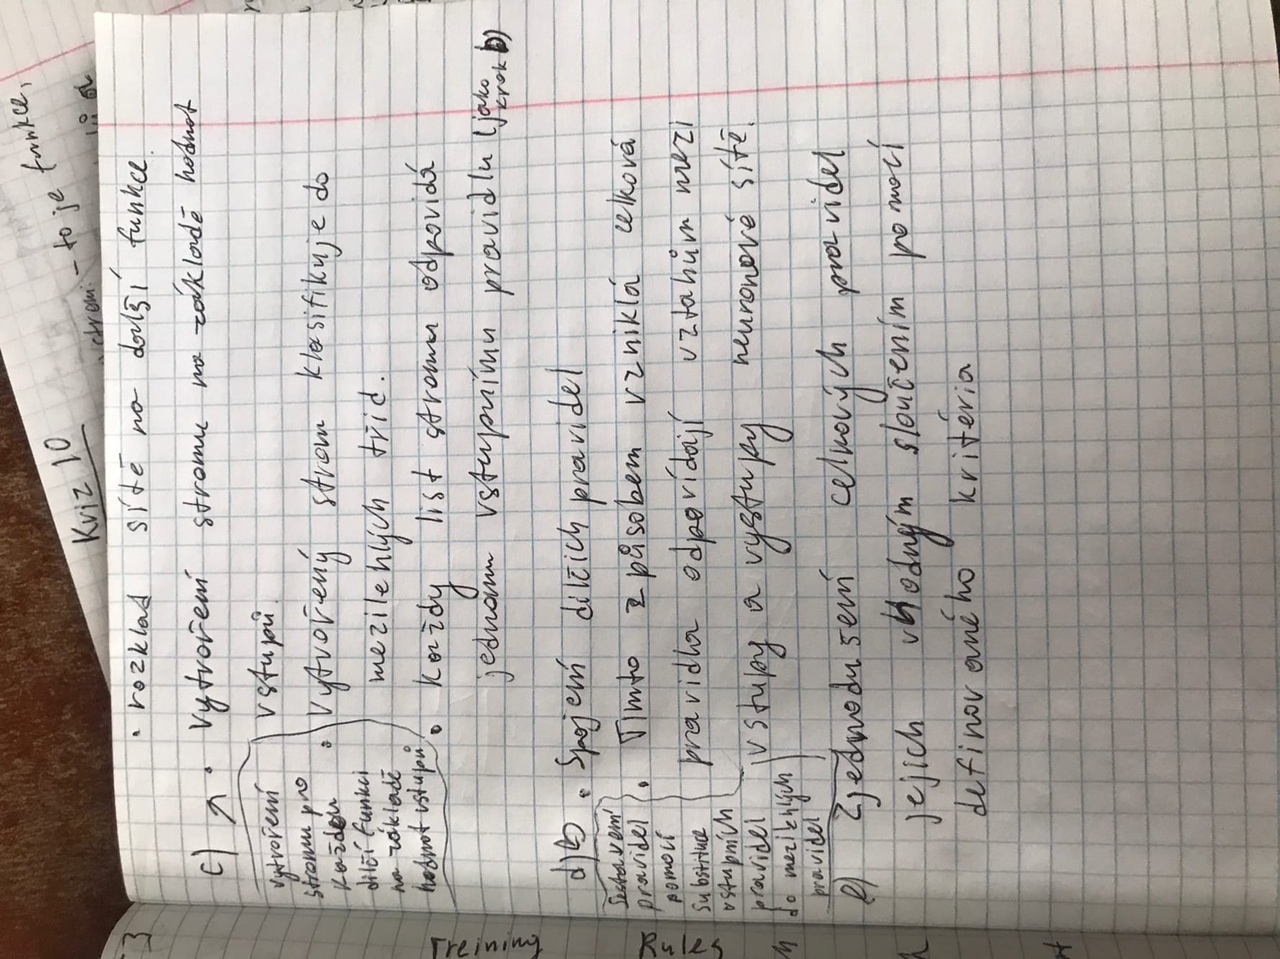 Kviz 10
- to je funkce,
• rozklad sítě na dovlží funkce.
c) ↗ • vytvoření stromu na základě hodnot
vstupů.
• Vytvořený strom klasifikuje do
mezilehlých tříd.
• Každý list stromu odpovídá
jednomu vstupnímu pravidlu (jako
krok b)
vytvoření
stromu pro
každou
dílčí funkci
na základě
hodnot vstupů
d) • Spojení dílčích pravidel
• Tímto způsobem vzniklá celková
pravidla odpovídají vztahům mezi
vstupy a výstupy neuronové sítě.
Sestavení
pravidel
pomocí
substituce
vstupních
pravidel
do mezilehlých
pravidel
e) Zjednodušení celkových pravidel
jejich vhodným sloučením pomocí
definovaného kritéria
Treining
Rules